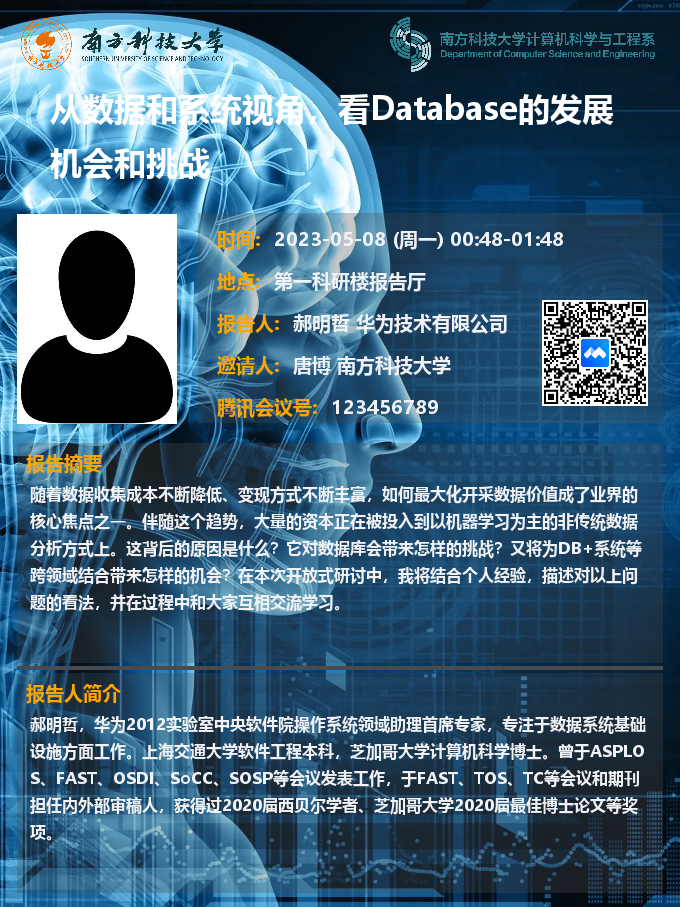 南方科技大学
SOUTHERN UNIVERSITY OF SCIENCE AND TECHNOLOGY
南方科技大学计算机科学与工程系
Department of Computer Science and Engineering
从数据和系统视角，看Database的发展
机会和挑战
时间: 2023-05-08 (周一) 00:48-01:48
地点: 第一科研楼报告厅
报告人: 郝明哲 华为技术有限公司
邀请人: 唐博 南方科技大学
腾讯会议号: 123456789
报告摘要
随着数据收集成本不断降低、变现方式不断丰富，如何最大化开采数据价值成了业界的
核心焦点之一。伴随这个趋势，大量的资本正在被投入到以机器学习为主的非传统数据
分析方式上。这背后的原因是什么？它对数据库会带来怎样的挑战？又将为DB+系统等
跨领域结合带来怎样的机会？在本次开放式研讨中，我将结合个人经验，描述对以上问
题的看法，并在过程中和大家互相交流学习。
报告人简介
郝明哲，华为2012实验室中央软件院操作系统领域助理首席专家，专注于数据系统基础
设施方面工作。上海交通大学软件工程本科，芝加哥大学计算机科学博士。曾于ASPLO
S、FAST、OSDI、SoCC、SOSP等会议发表工作，于FAST、TOS、TC等会议和期刊
担任内外部审稿人，获得过2020届西贝尔学者、芝加哥大学2020届最佳博士论文等奖
项。